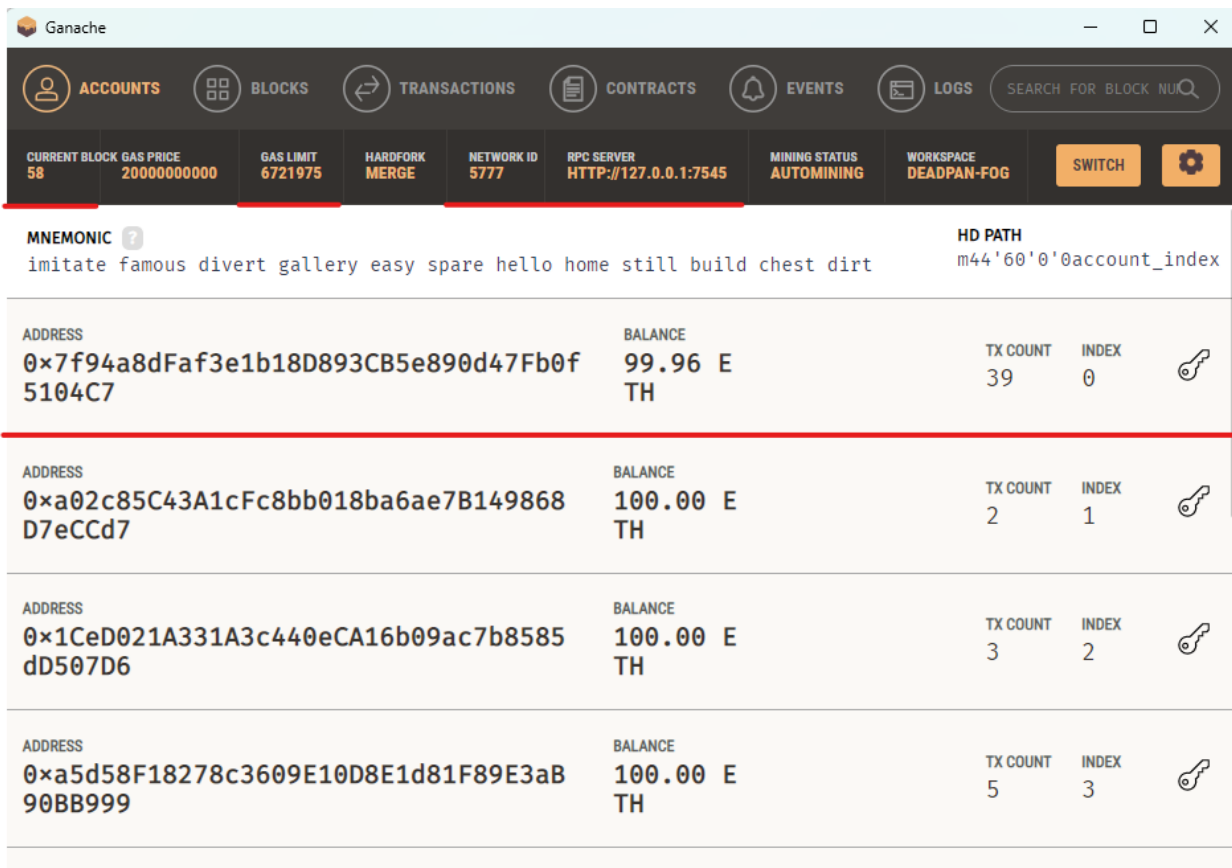 Ganache
ACCOUNTS BLOCKS TRANSACTIONS CONTRACTS EVENTS LOGS SEARCH FOR BLOCK NU
CURRENT BLOCK GAS PRICE GAS LIMIT HARDFORK NETWORK ID RPC SERVER MINING STATUS WORKSPACE
58 20000000000 6721975 MERGE 5777 HTTP://127.0.0.1:7545 AUTOMINING DEADPAN-FOG SWITCH
MNEMONIC ? HD PATH
imitate famous divert gallery easy spare hello home still build chest dirt m44'60'0'0account_index
ADDRESS BALANCE TX COUNT INDEX
0×7f94a8dFaf3e1b18D893CB5e890d47Fb0f 99.96 E 39 0
5104C7 TH
ADDRESS BALANCE TX COUNT INDEX
0×a02c85C43A1cFc8bb018ba6ae7B149868 100.00 E 2 1
D7eCCd7 TH
ADDRESS BALANCE TX COUNT INDEX
0×1CeD021A331A3c440eCA16b09ac7b8585 100.00 E 3 2
dD507D6 TH
ADDRESS BALANCE TX COUNT INDEX
0×a5d58F18278c3609E10D8E1d81F89E3aB 100.00 E 5 3
90BB999 TH